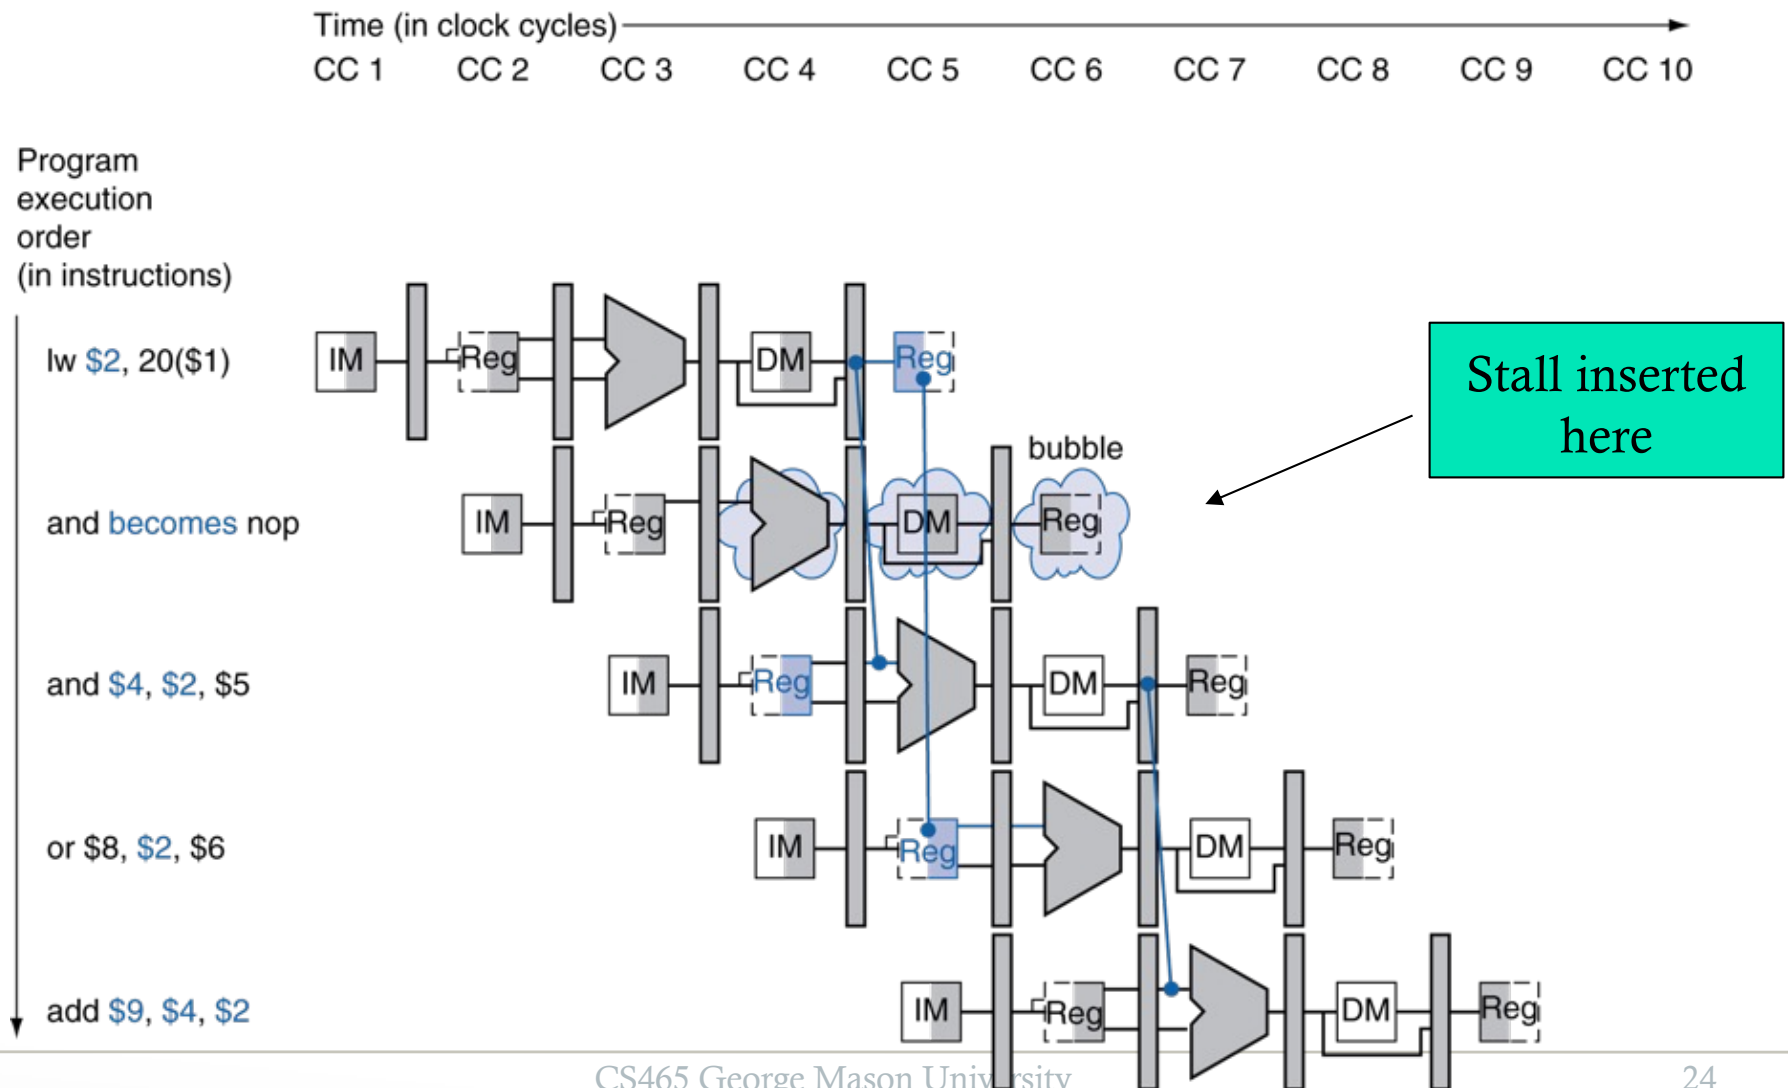 Time (in clock cycles)
CC 1 CC 2 CC 3 CC 4 CC 5 CC 6 CC 7 CC 8 CC 9 CC 10
Program
execution
order
(in instructions)
lw $2, 20($1)
IM Reg DM Reg
Stall inserted
here
bubble
and becomes nop
IM Reg DM Reg
and $4, $2, $5
IM Reg DM Reg
or $8, $2, $6
IM Reg DM Reg
add $9, $4, $2
IM Reg DM Reg
CS465 George Mason University
24